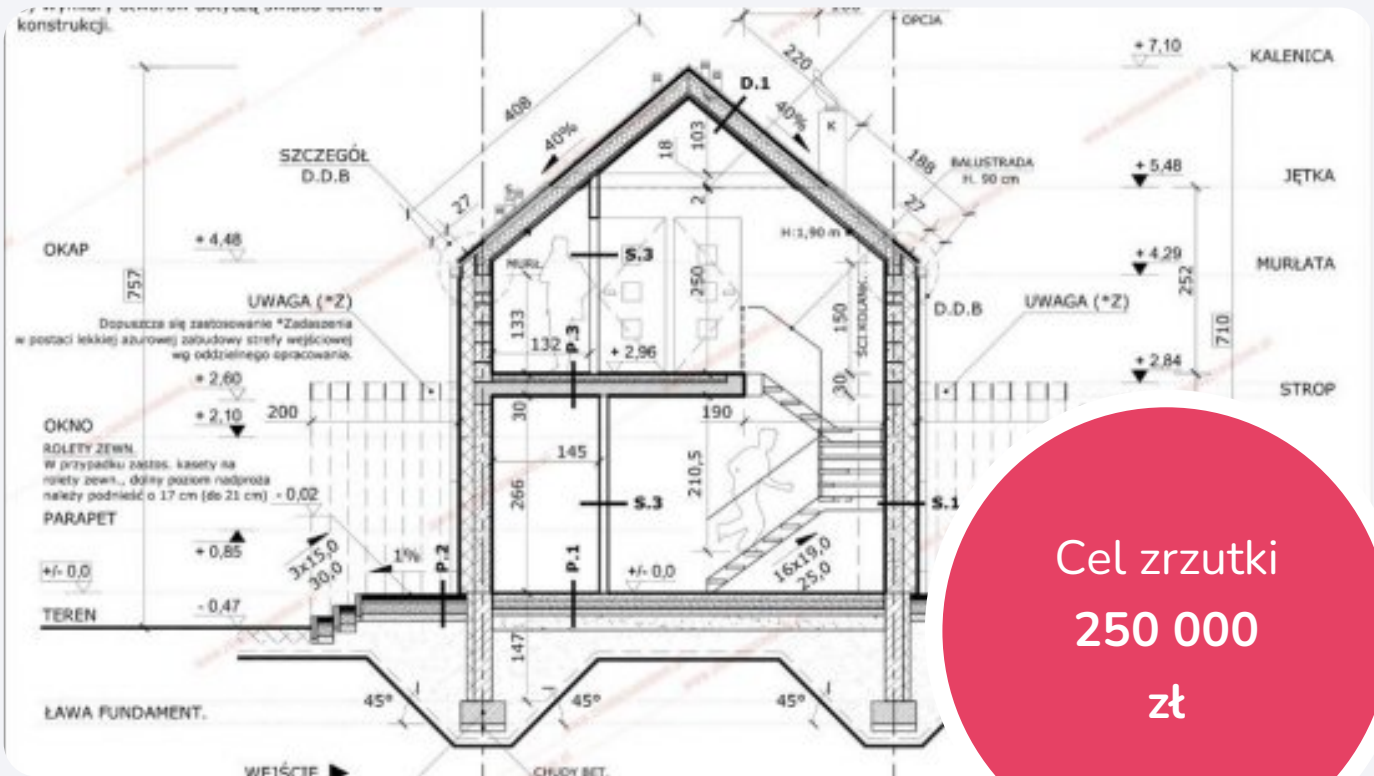 konstrukcji.
OPCJA
+ 7,10
KALENICA
220
D.1
408
40%
40%
103
18
K
188
SZCZEGÓŁ
D.D.B
BALUSTRADA
H. 90 cm
+ 5,48
JĘTKA
27
2
27
OKAP
+ 4,48
H:1,90 m
S.3
MURŁ.
+ 4,29
MURŁATA
757
250
252
UWAGA (*Z)
D.D.B
UWAGA (*Z)
Dopuszcza się zastosowanie *Zadaszenia
w postaci lekkiej ażurowej zabudowy strefy wejściowej
wg oddzielnego opracowania.
133
132
P.3
+ 2,96
150
ŚCI.KOLANK.
710
+ 2,84
+ 2,60
30
STROP
+ 2,10
200
30
190
OKNO
ROLETY ZEWN.
W przypadku zastos. kasety na
rolety zewn., dolny poziom nadproża
należy podnieść o 17 cm (do 21 cm)
- 0,02
145
210,5
266
S.3
S.1
PARAPET
+ 0,85
3x15,0
30,0
1%
P.2
P.1
+/- 0,0
+/- 0,0
16x19,0
25,0
TEREN
- 0,47
147
45°
45°
45°
ŁAWA FUNDAMENT.
WEJŚCIE
CHUDY BET.
Cel zrzutki
250 000
zł